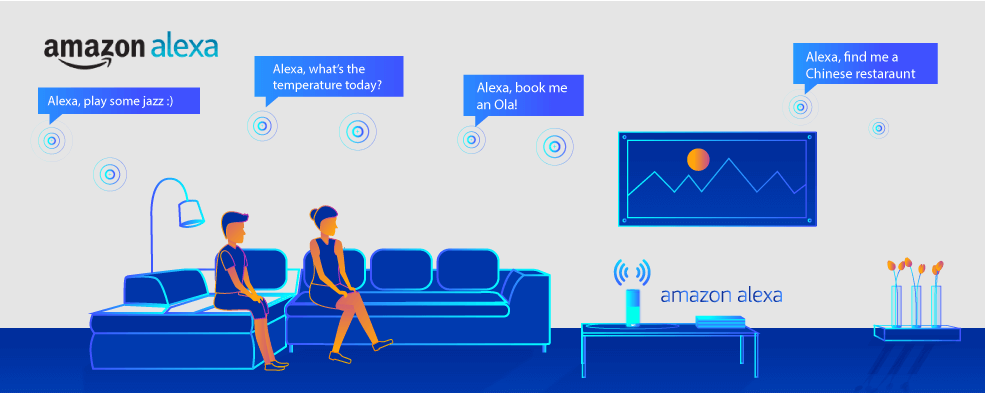 amazon alexa
Alexa, play some jazz :)
Alexa, what's the
temperature today?
Alexa, book me
an Ola!
Alexa, find me a
Chinese restaraunt
amazon alexa